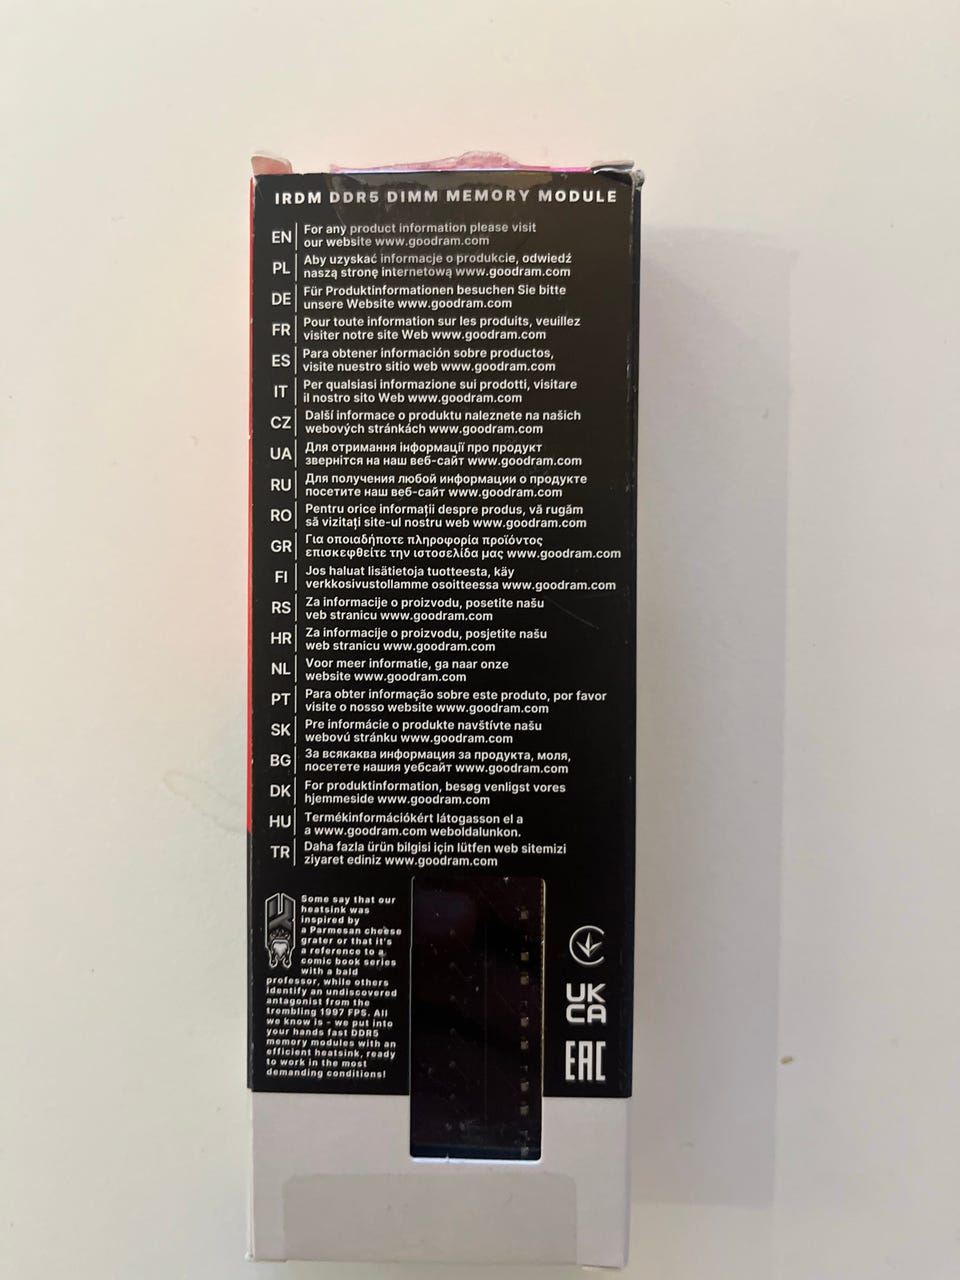 IRDM DDR5 DIMM MEMORY MODULE
EN
For any product information please visit
our website www.goodram.com
PL
Aby uzyskać informacje o produkcie, odwiedź
naszą stronę internetową www.goodram.com
DE
Für Produktinformationen besuchen Sie bitte
unsere Website www.goodram.com
FR
Pour toute information sur les produits, veuillez
visiter notre site Web www.goodram.com
ES
Para obtener información sobre productos,
visite nuestro sitio web www.goodram.com
IT
Per qualsiasi informazione sui prodotti, visitare
il nostro sito Web www.goodram.com
CZ
Další informace o produktu naleznete na našich
webových stránkách www.goodram.com
UA
Для отримання інформації про продукт
звернітся на наш веб-сайт www.goodram.com
RU
Для получения любой информации о продукте
посетите наш веб-сайт www.goodram.com
RO
Pentru orice informații despre produs, vă rugăm
să vizitați site-ul nostru web www.goodram.com
GR
Για οποιαδήποτε πληροφορία προϊόντος
επισκεφθείτε την ιστοσελίδα μας www.goodram.com
FI
Jos haluat lisätietoja tuotteesta, käy
verkkosivustollamme osoitteessa www.goodram.com
RS
Za informacije o proizvodu, posetite našu
veb stranicu www.goodram.com
HR
Za informacije o proizvodu, posjetite našu
web stranicu www.goodram.com
NL
Voor meer informatie, ga naar onze
website www.goodram.com
PT
Para obter informação sobre este produto, por favor
visite o nosso website www.goodram.com
SK
Pre informácie o produkte navštívte našu
webovú stránku www.goodram.com
BG
За всякаква информация за продукта, моля,
посетете нашия уебсайт www.goodram.com
DK
For produktinformation, besøg venligst vores
hjemmeside www.goodram.com
HU
Termékinformációkért látogasson el a
a www.goodram.com weboldalunkon.
TR
Daha fazla ürün bilgisi için lütfen web sitemizi
ziyaret ediniz www.goodram.com
Some say that our
heatsink was
inspired by
a Parmesan cheese
grater or that it's
a reference to a
comic book series
with a bald
professor, while others
identify an undiscovered
antagonist from the
trembling 1997 FPS. All
we know is - we put into
your hands fast DDR5
memory modules with an
efficient heatsink, ready
to work in the most
demanding conditions!
UK
CA
EAC